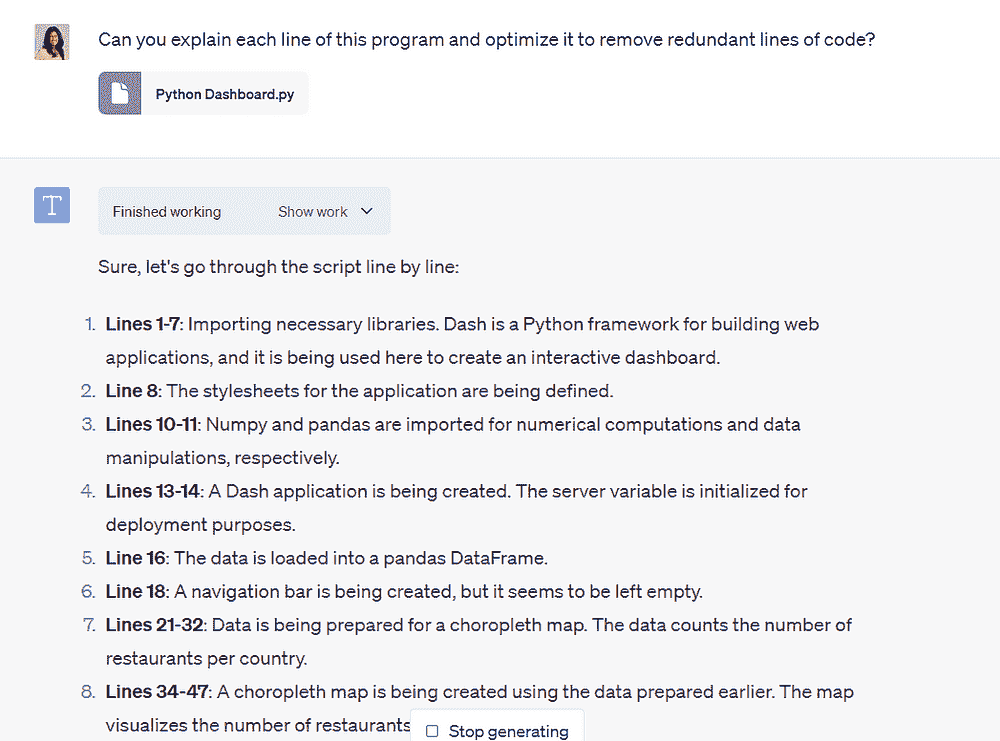 Can you explain each line of this program and optimize it to remove redundant lines of code?
Python Dashboard.py
T
Finished working Show work
Sure, let's go through the script line by line:
1. Lines 1-7: Importing necessary libraries. Dash is a Python framework for building web
applications, and it is being used here to create an interactive dashboard.
2. Line 8: The stylesheets for the application are being defined.
3. Lines 10-11: Numpy and pandas are imported for numerical computations and data
manipulations, respectively.
4. Lines 13-14: A Dash application is being created. The server variable is initialized for
deployment purposes.
5. Line 16: The data is loaded into a pandas DataFrame.
6. Line 18: A navigation bar is being created, but it seems to be left empty.
7. Lines 21-32: Data is being prepared for a choropleth map. The data counts the number of
restaurants per country.
8. Lines 34-47: A choropleth map is being created using the data prepared earlier. The map
visualizes the number of restaurants
Stop generating